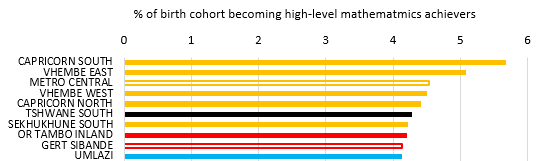 % of birth cohort becoming high-level mathematmics achievers
0 1 2 3 4 5 6
CAPRICORN SOUTH
VHEMBE EAST
METRO CENTRAL
VHEMBE WEST
CAPRICORN NORTH
TSHWANE SOUTH
SEKHUKHUNE SOUTH
OR TAMBO INLAND
GERT SIBANDE
UMLAZI